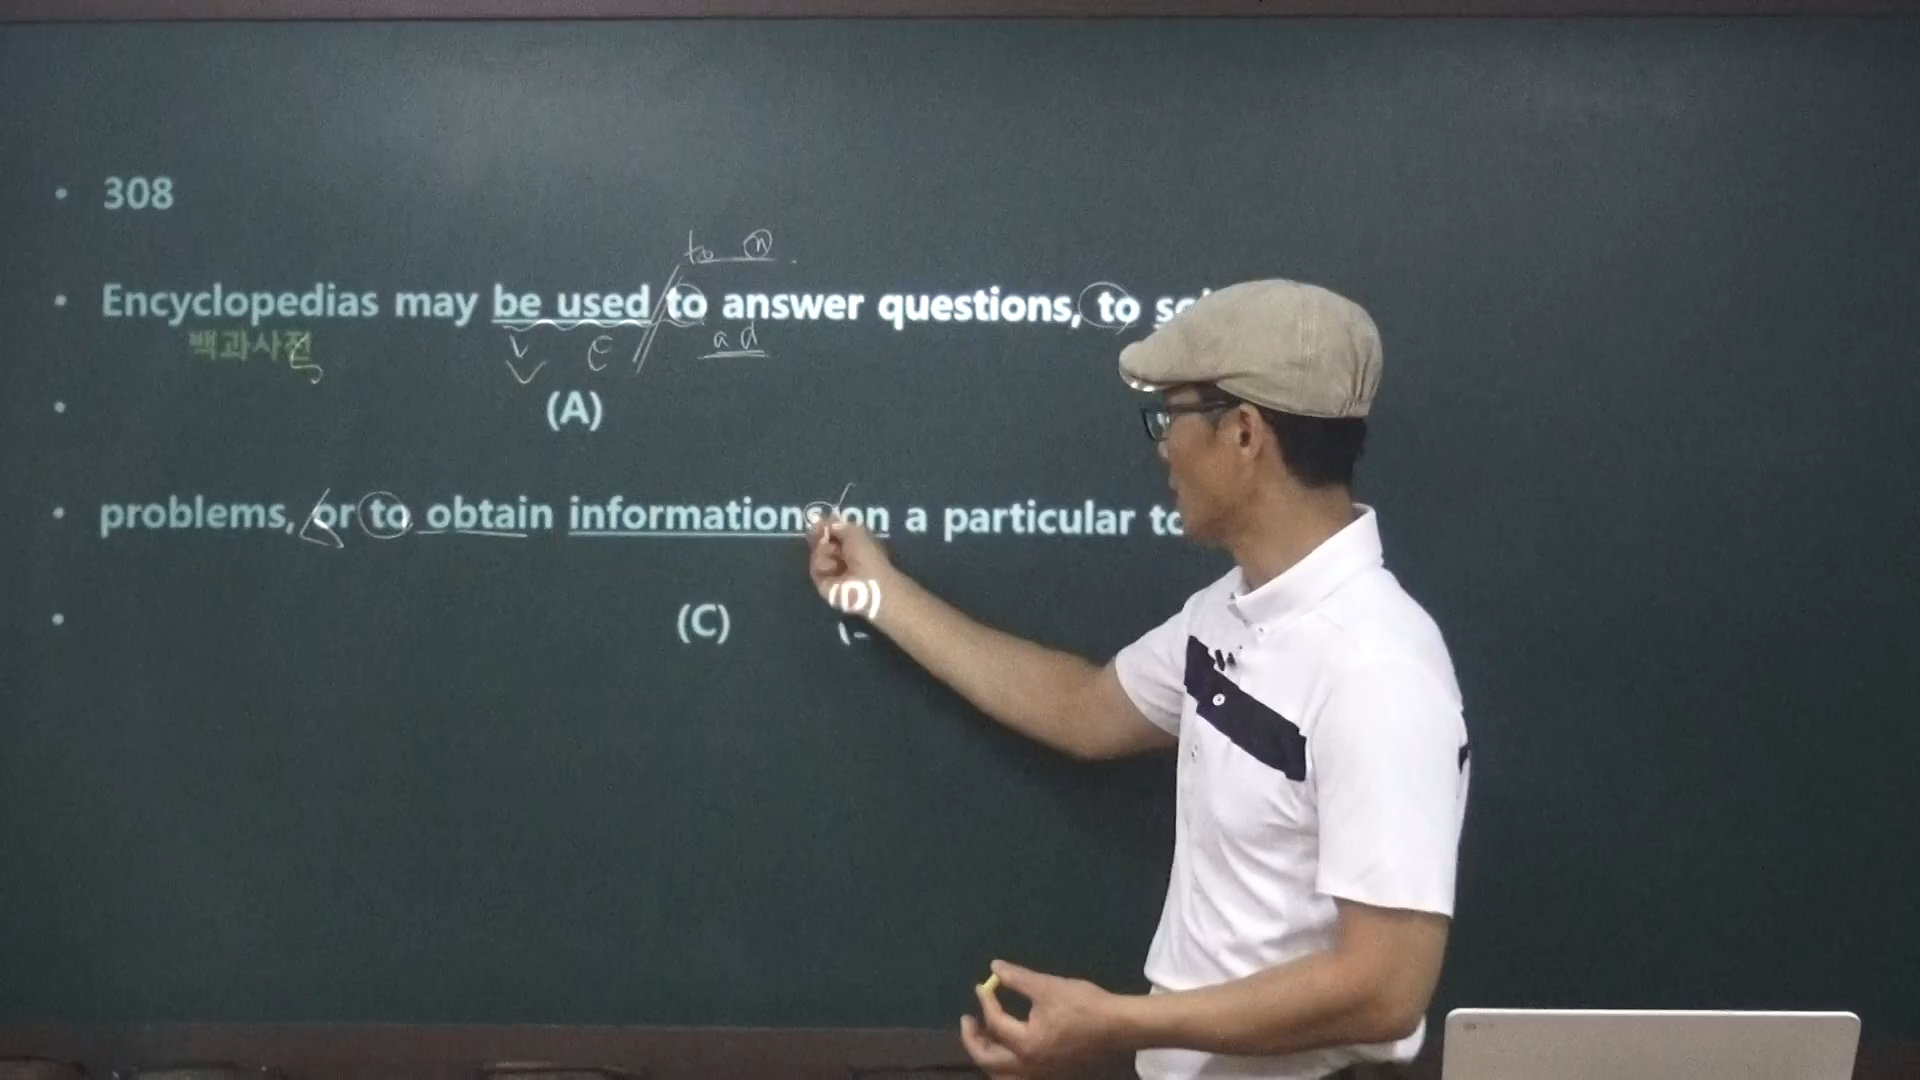 • 308
to n
• Encyclopedias may be used to answer questions, to
백과사전
a d
• (A)
• problems, or to obtain informations on a particular
• (C) (D)